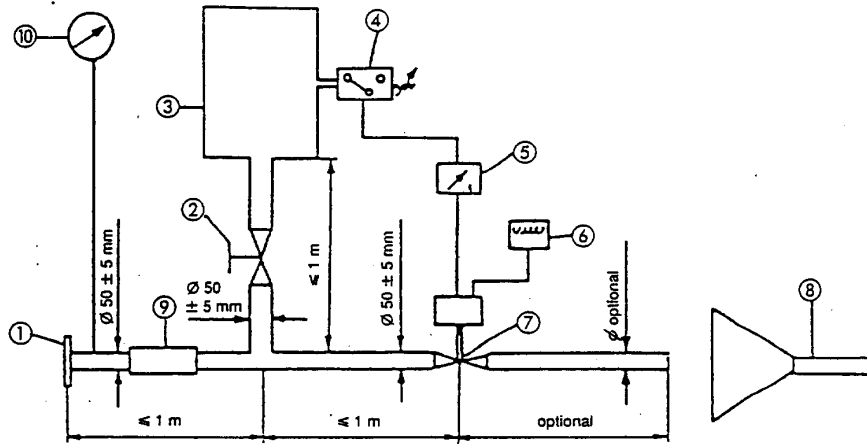 ⑩
④
③
⑤
②
⑥
≤ 1 m
Ø 50 ± 5 mm
Ø 50
± 5 mm
Ø 50 ± 5 mm
ø optional
⑨
⑦
⑧
①
≤ 1 m
≤ 1 m
optional